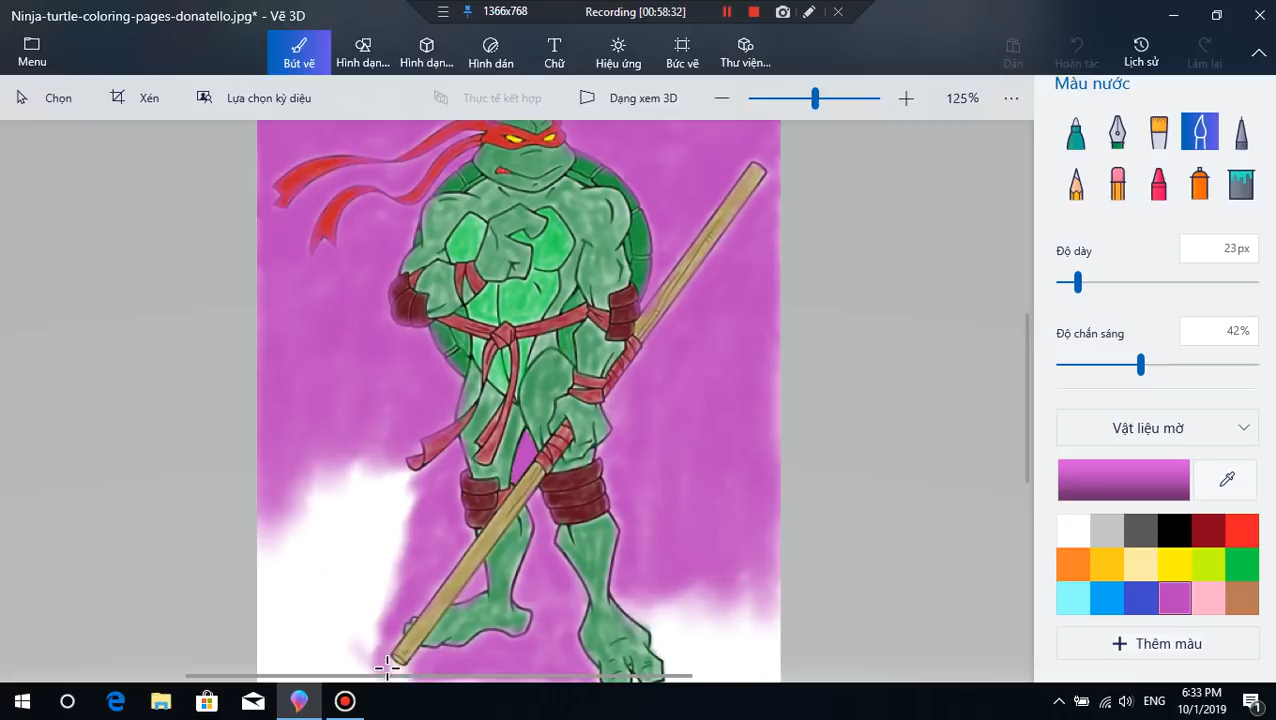 Ninja-turtle-coloring-pages-donatello.jpg* - Vẽ 3D
1366x768
Recording [00:58:32]
Menu
Bút vẽ
Hình dạn...
Hình dạn...
Hình dán
Chữ
Hiệu ứng
Bức vẽ
Thư viện...
Dán
Hoàn tác
Lịch sử
Làm lại
Chọn
Xén
Lựa chọn kỳ diệu
Thực tế kết hợp
Dạng xem 3D
125%
Màu nước
Độ dày
23px
Độ chắn sáng
42%
Vật liệu mờ
Thêm màu
ENG
6:33 PM
10/1/2019
1